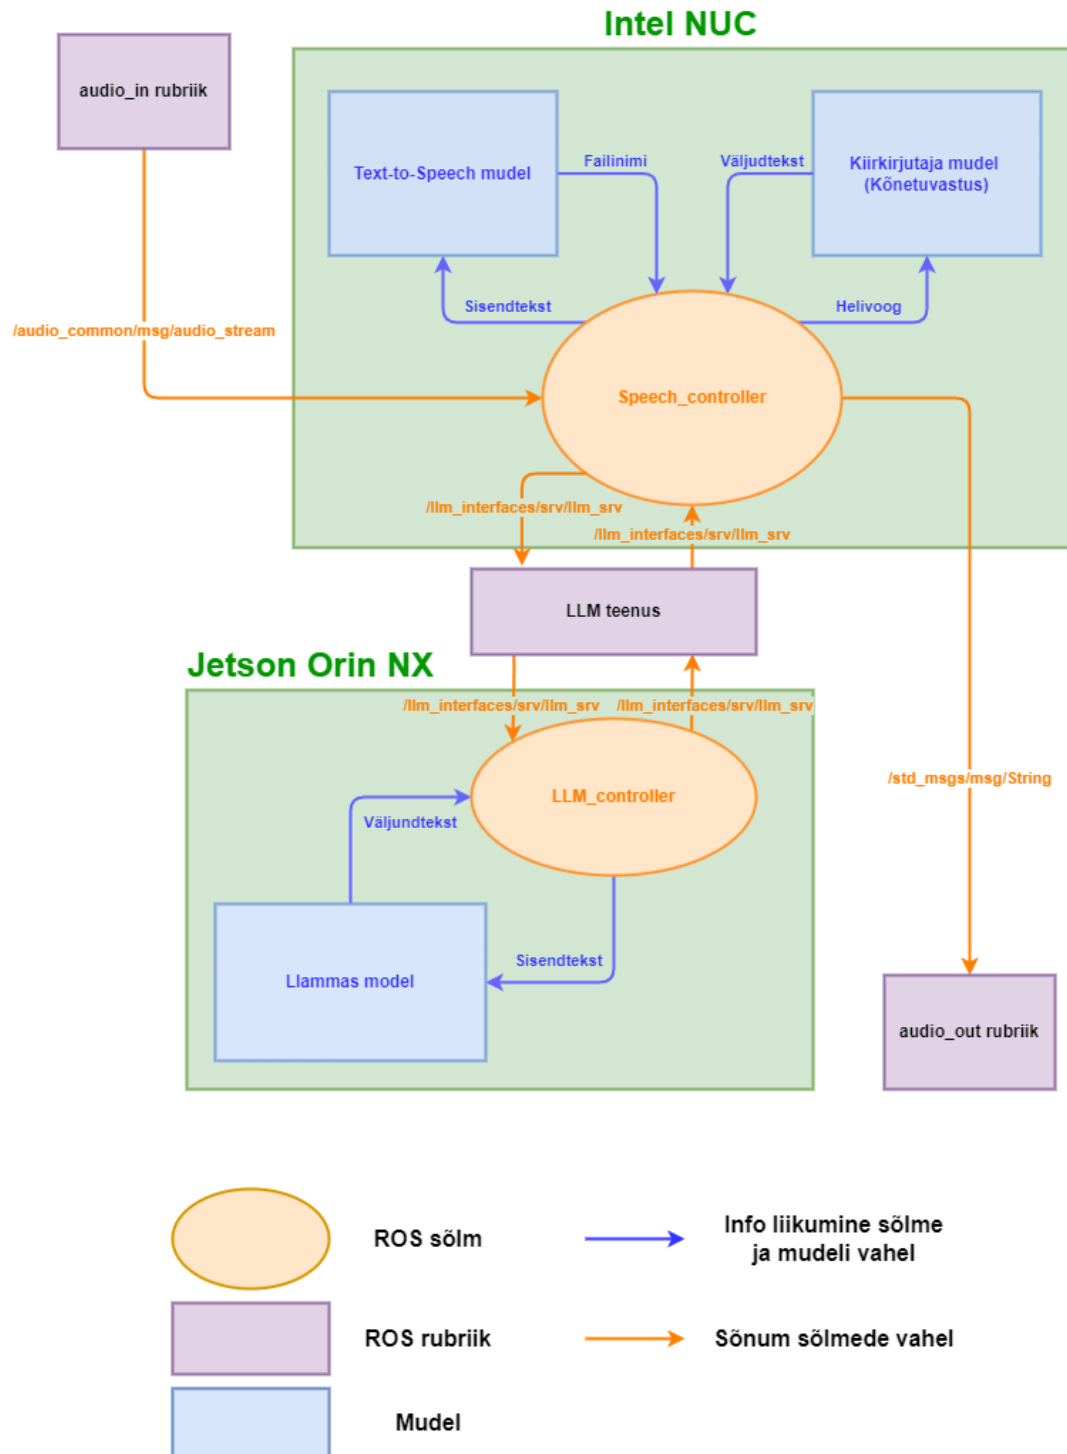 Intel NUC
audio_in rubriik
Text-to-Speech mudel
Failinimi
Väljudtekst
Kiirkirjutaja mudel
(Kõnetuvastus)
Sisendtekst
Helivoog
/audio_common/msg/audio_stream
Speech_controller
/llm_interfaces/srv/llm_srv
/llm_interfaces/srv/llm_srv
LLM teenus
Jetson Orin NX
/llm_interfaces/srv/llm_srv
/llm_interfaces/srv/llm_srv
LLM_controller
/std_msgs/msg/String
Väljundtekst
Sisendtekst
Llammas model
audio_out rubriik
ROS sõlm
Info liikumine sõlme
ja mudeli vahel
ROS rubriik
Sõnum sõlmede vahel
Mudel